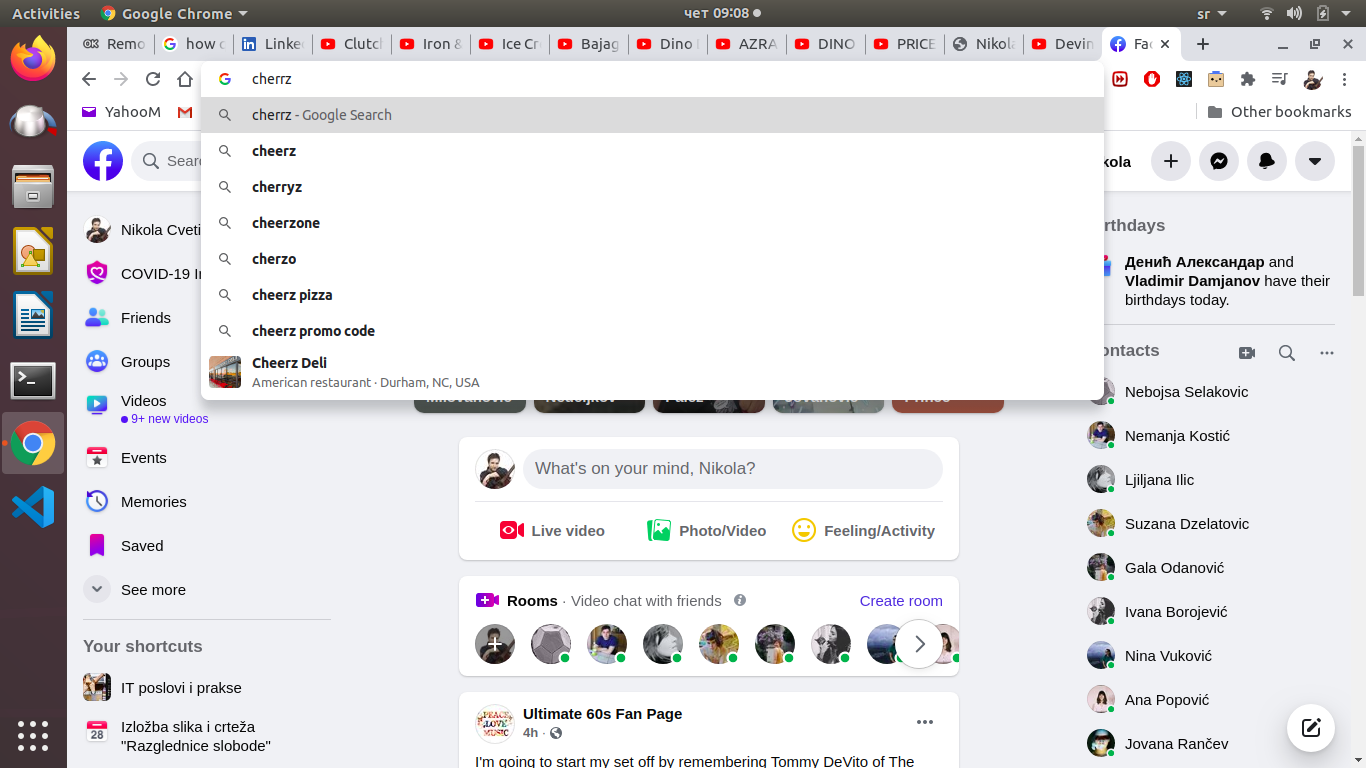 Activities
Google Chrome
чет 09:08
sr
Remo
how c
Linke
Clutch
Iron &
Ice Cr
Bajag
Dino
AZRA
DINO
PRICE
Nikola
Devin
Fac
cherrz
YahooM
Other bookmarks
cherrz - Google Search
cheerz
cherryz
cheerzone
cherzo
cheerz pizza
cheerz promo code
Cheerz Deli
American restaurant · Durham, NC, USA
Searc
kola
Nikola Cveti
COVID-19 In
Friends
Groups
Videos
9+ new videos
Events
Memories
Saved
See more
Your shortcuts
IT poslovi i prakse
28
Izložba slika i crteža
"Razglednice slobode"
What's on your mind, Nikola?
Live video
Photo/Video
Feeling/Activity
Rooms · Video chat with friends
Create room
PEACE
LOVE
MUSIC
Ultimate 60s Fan Page
4h ·
I'm going to start my set off by remembering Tommy DeVito of The
rthdays
Денић Александар and
Vladimir Damjanov have their
birthdays today.
ontacts
Nebojsa Selakovic
Nemanja Kostić
Ljiljana Ilic
Suzana Dzelatovic
Gala Odanović
Ivana Borojević
Nina Vuković
Ana Popović
Jovana Rančev